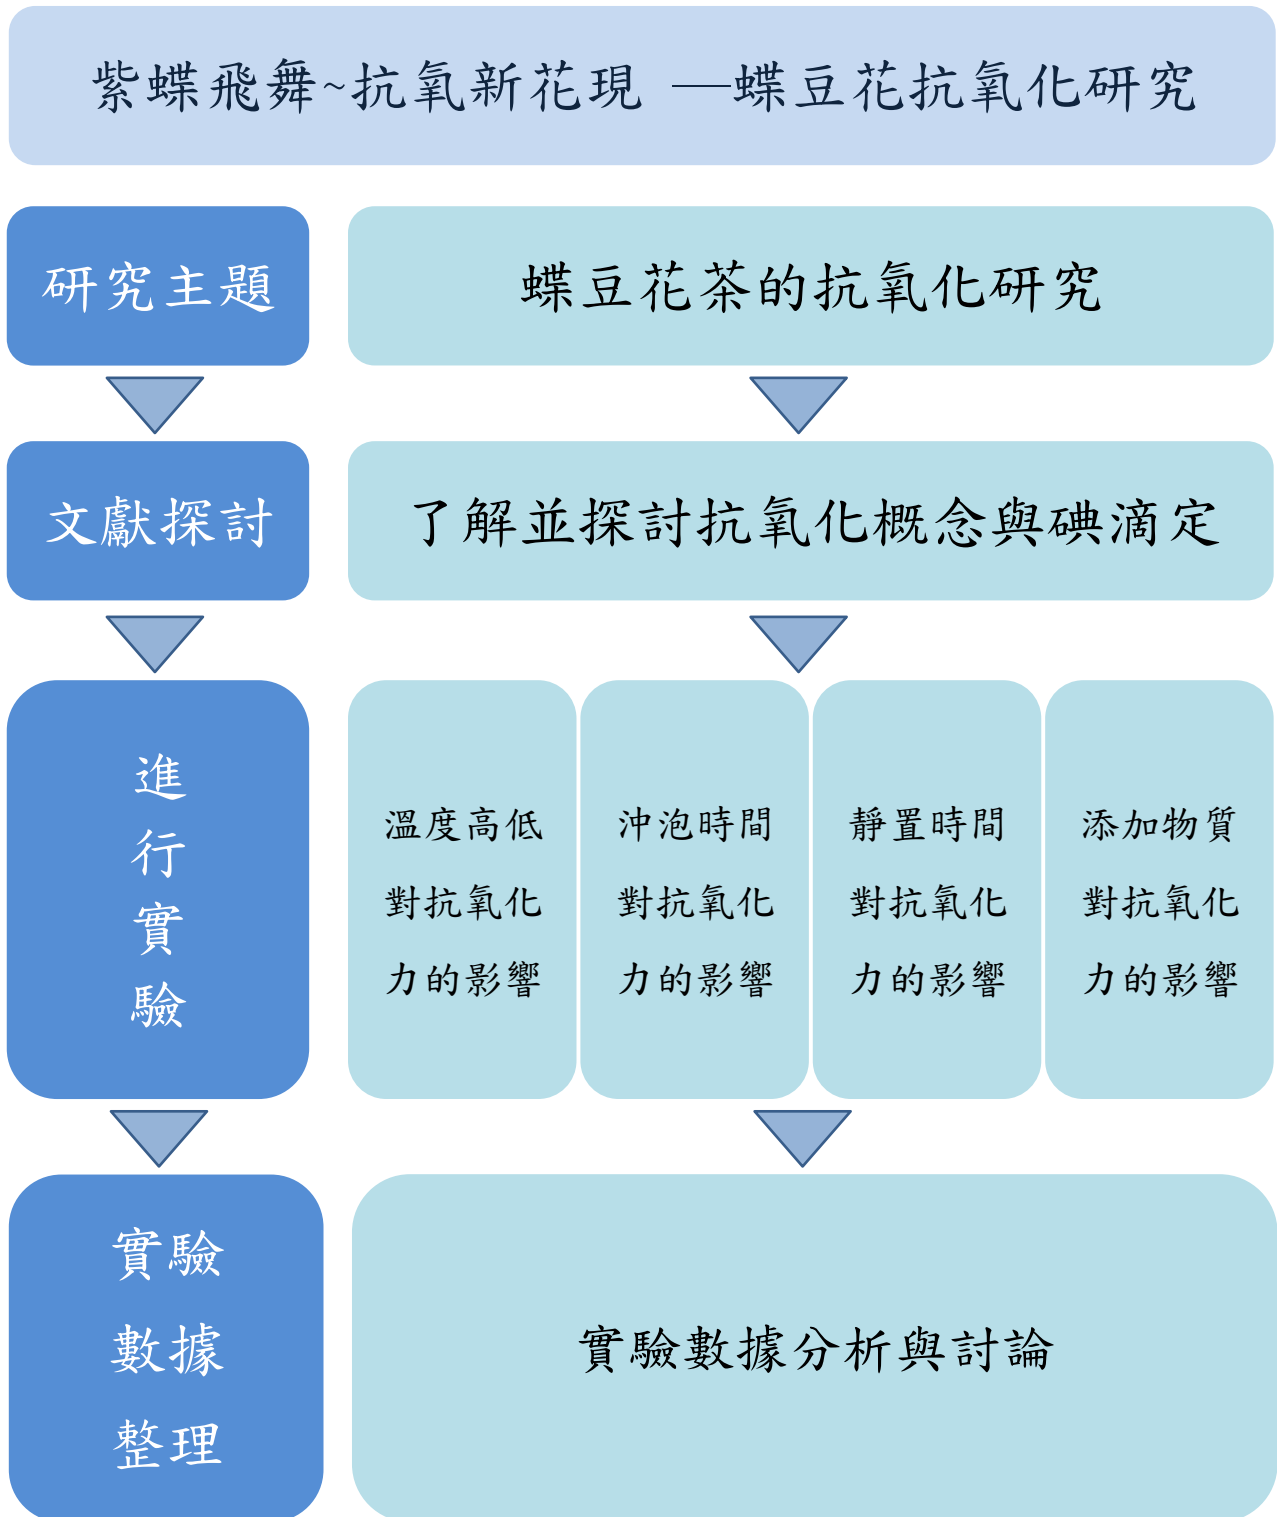 紫蝶飛舞~抗氧新花現 —蝶豆花抗氧化研究
研究主題
蝶豆花茶的抗氧化研究
文獻探討
了解並探討抗氧化概念與碘滴定
進
行
實
驗
溫度高低
對抗氧化
力的影響
沖泡時間
對抗氧化
力的影響
靜置時間
對抗氧化
力的影響
添加物質
對抗氧化
力的影響
實驗
數據
整理
實驗數據分析與討論